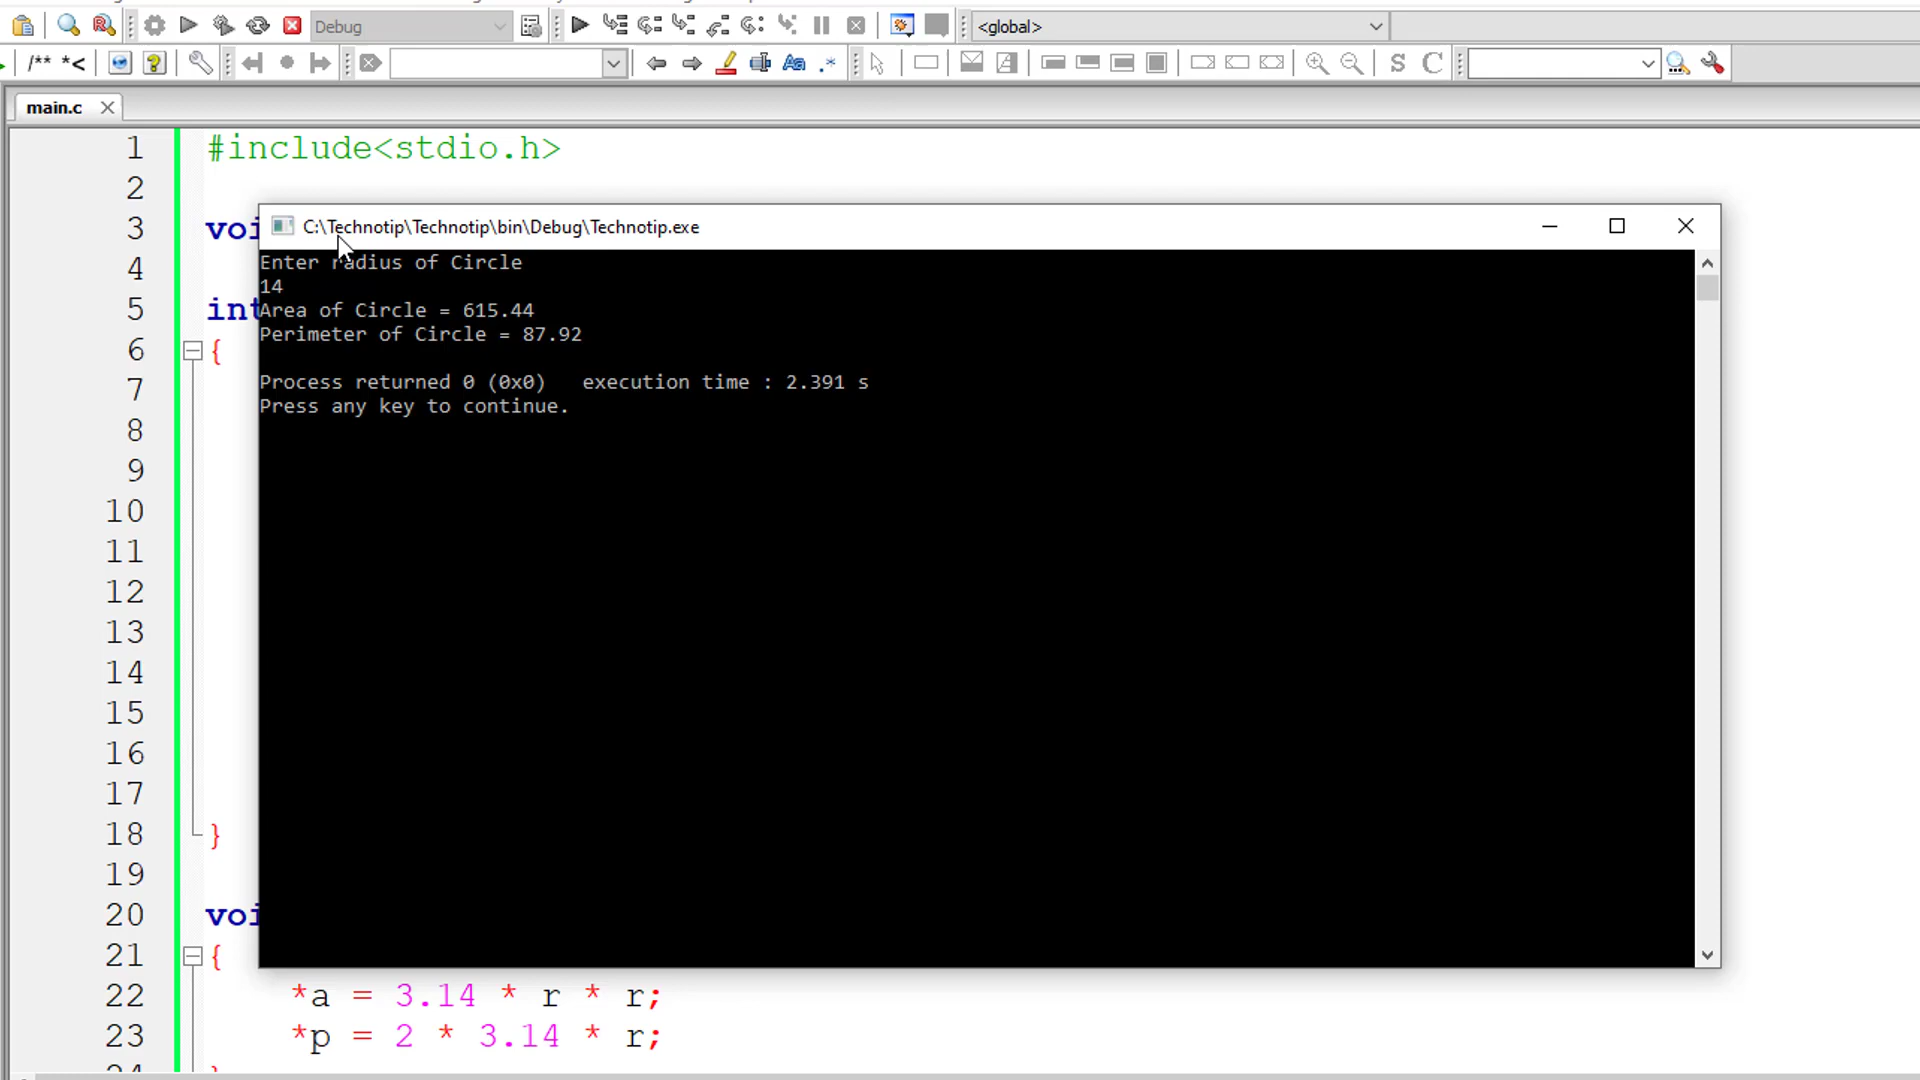 Debug
<global>
/** *<
Aa .*
S C
main.c
1 #include<stdio.h>
2
3 voi
4
5 int
6 {
7
8
9
10
11
12
13
14
15
16
17
18 }
19
20 voi
21 {
22 *a = 3.14 * r * r;
23 *p = 2 * 3.14 * r;
C:\Technotip\Technotip\bin\Debug\Technotip.exe
Enter radius of Circle
14
Area of Circle = 615.44
Perimeter of Circle = 87.92
Process returned 0 (0x0)   execution time : 2.391 s
Press any key to continue.